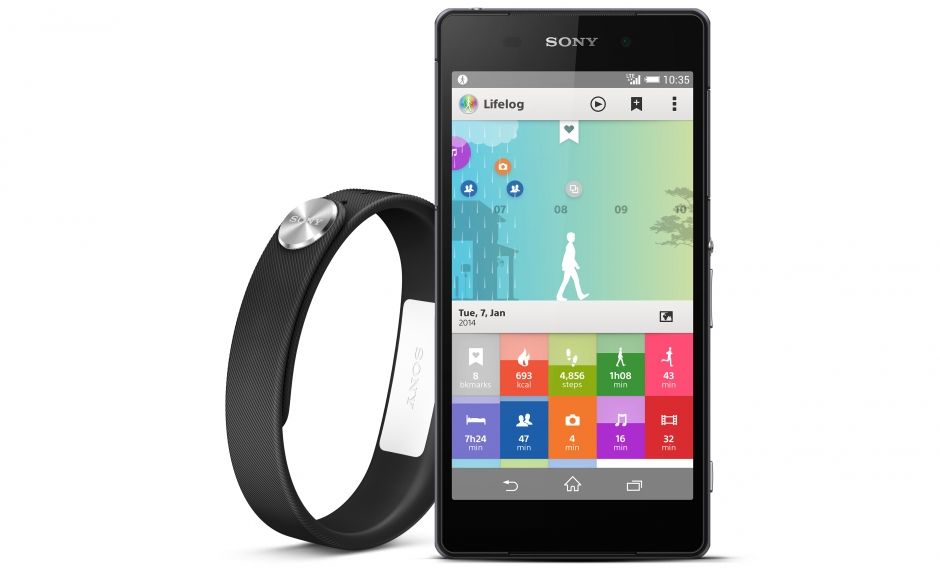 SONY
SONY
SONY
LTE 10:35
Lifelog
07 08 09 10
Tue, 7, Jan
2014
8 693 4,856 1h08 43
bkmarks kcal steps min min
7h24 47 4 16 32
min min min min min